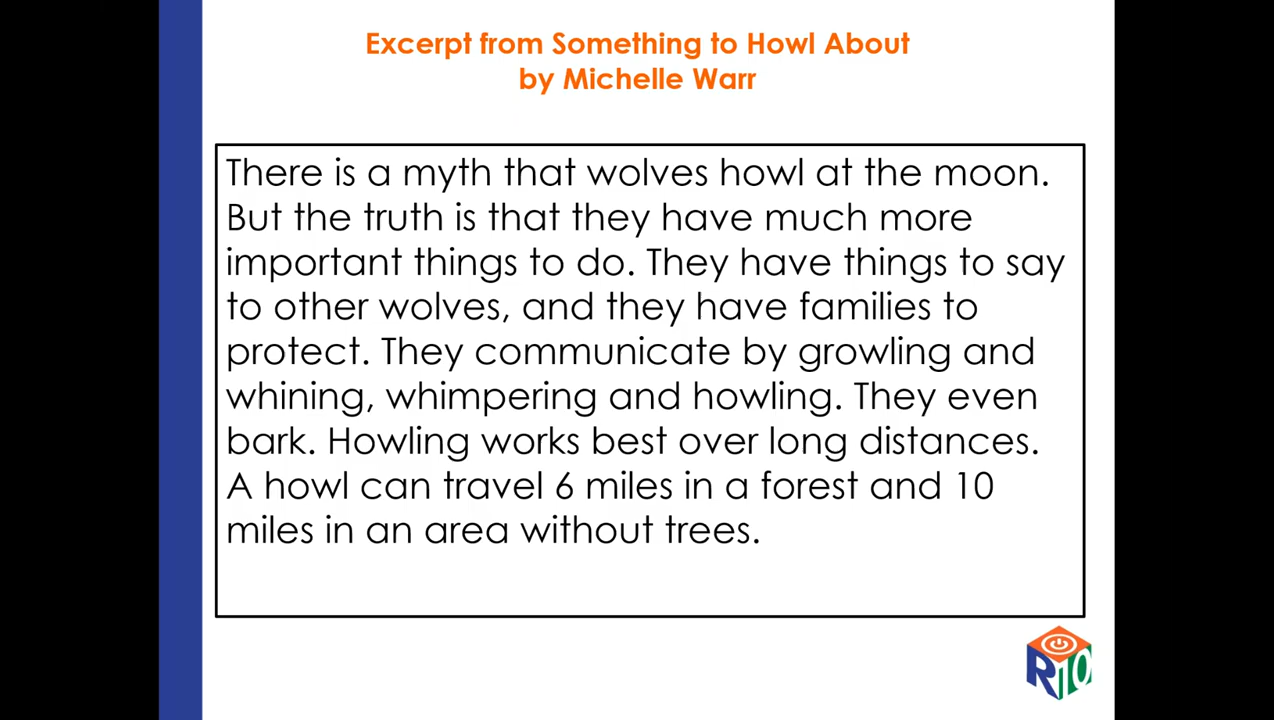 Excerpt from Something to Howl About
by Michelle Warr
There is a myth that wolves howl at the moon.
But the truth is that they have much more
important things to do. They have things to say
to other wolves, and they have families to
protect. They communicate by growling and
whining, whimpering and howling. They even
bark. Howling works best over long distances.
A howl can travel 6 miles in a forest and 10
miles in an area without trees.
R10